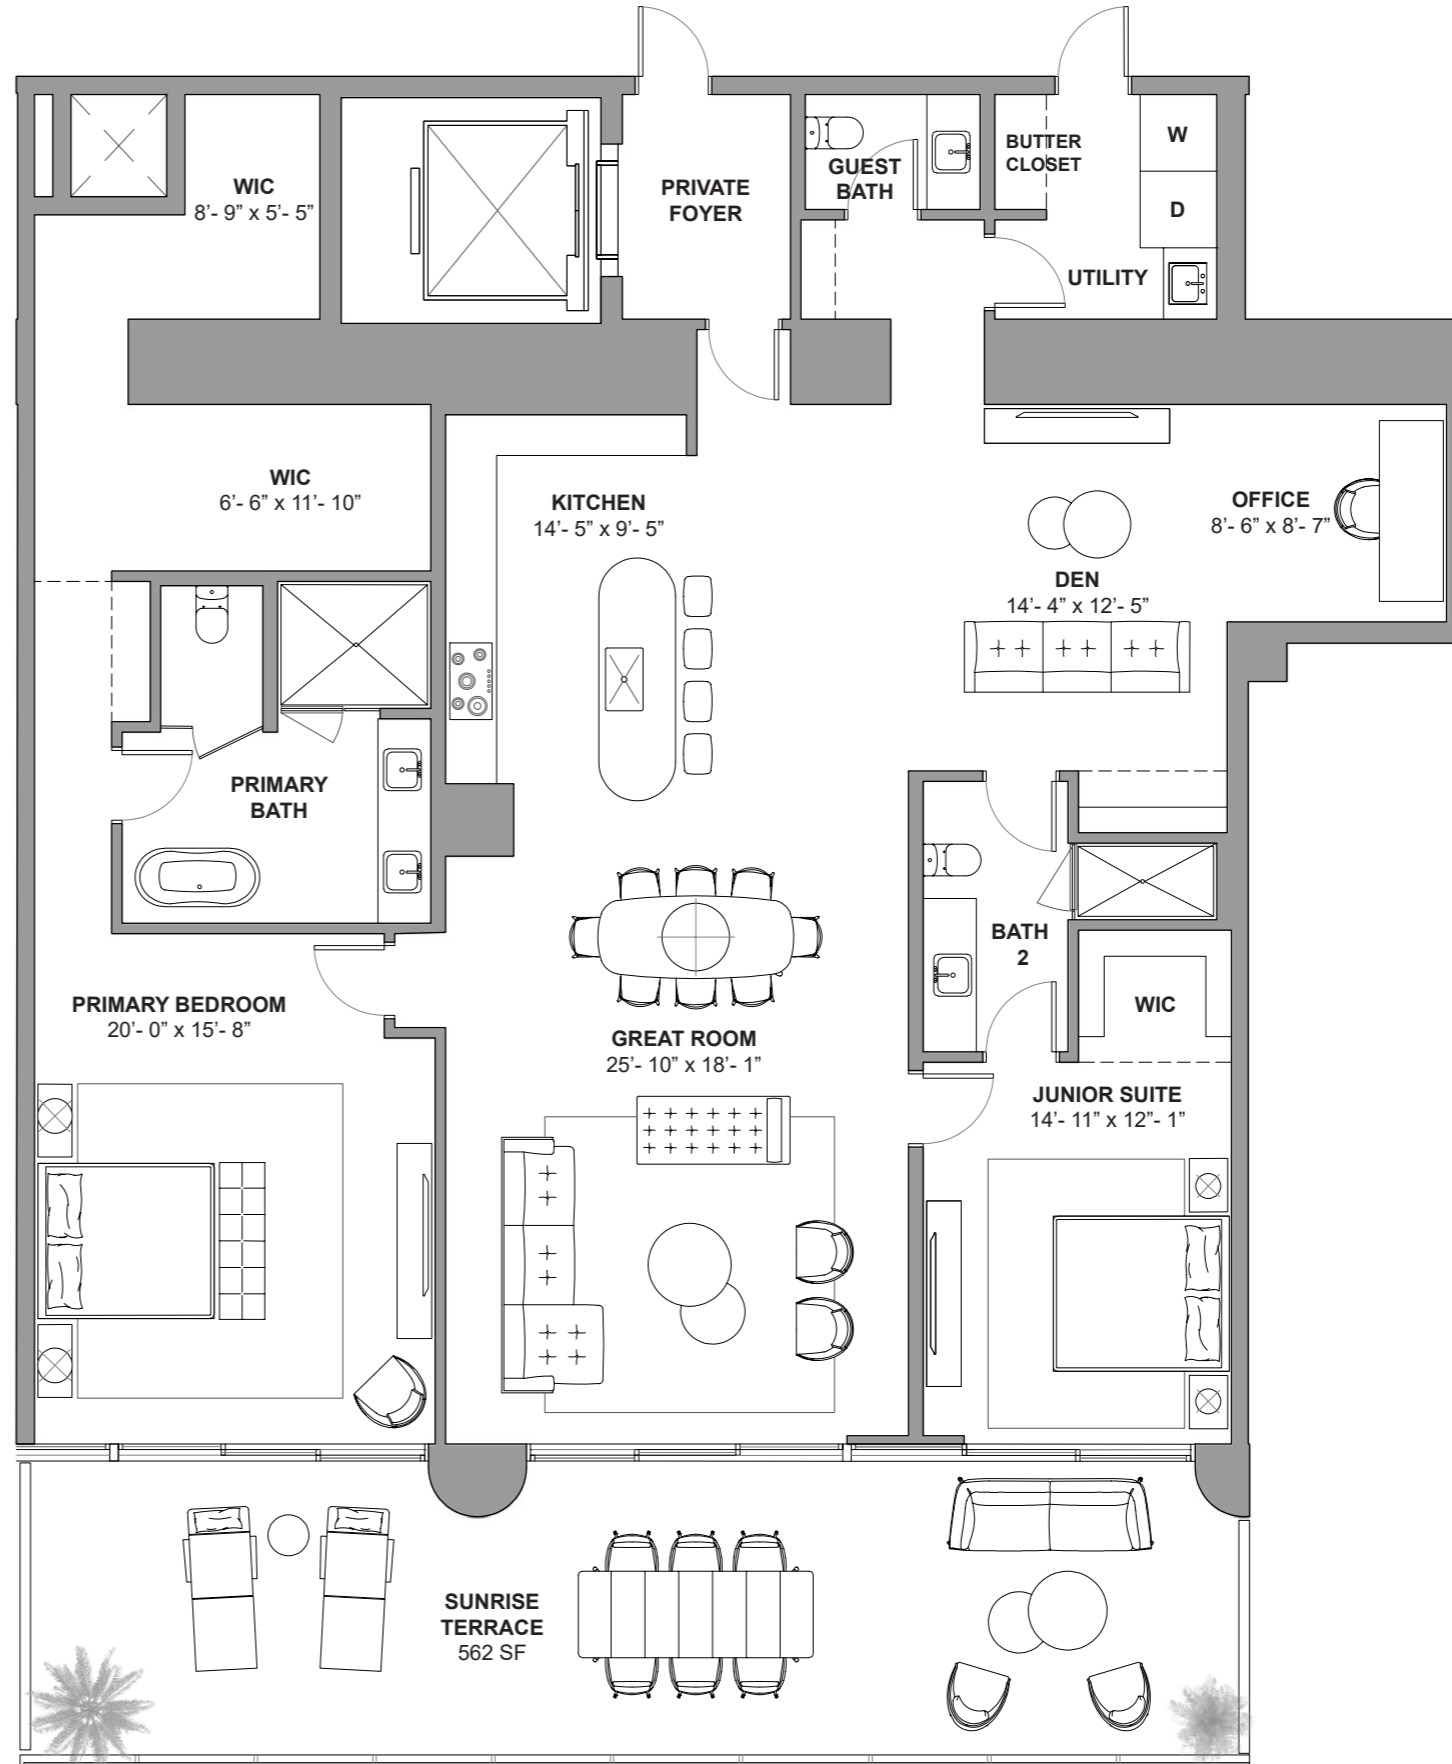 WIC
8’- 9” x 5’- 5”
PRIVATE
FOYER
GUEST
BATH
BUTTER
CLOSET
W
D
UTILITY
WIC
6’- 6” x 11’- 10”
KITCHEN
14’- 5” x 9’- 5”
OFFICE
8’- 6” x 8’- 7”
DEN
14’- 4” x 12’- 5”
PRIMARY
BATH
BATH
2
WIC
PRIMARY BEDROOM
20’- 0” x 15’- 8”
GREAT ROOM
25’- 10” x 18’- 1”
JUNIOR SUITE
14’- 11” x 12”- 1”
SUNRISE
TERRACE
562 SF